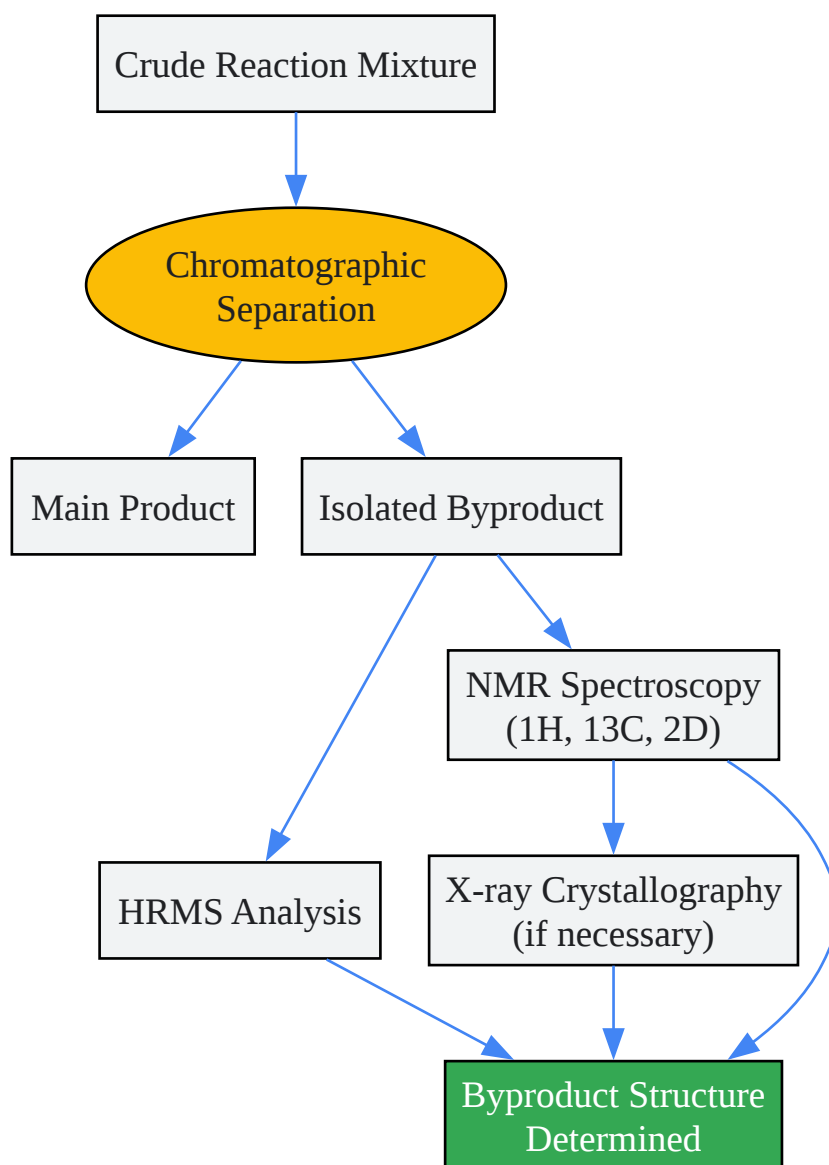 Crude Reaction Mixture
Chromatographic
Separation
Main Product
Isolated Byproduct
NMR Spectroscopy
(1H, 13C, 2D)
HRMS Analysis
X-ray Crystallography
(if necessary)
Byproduct Structure
Determined